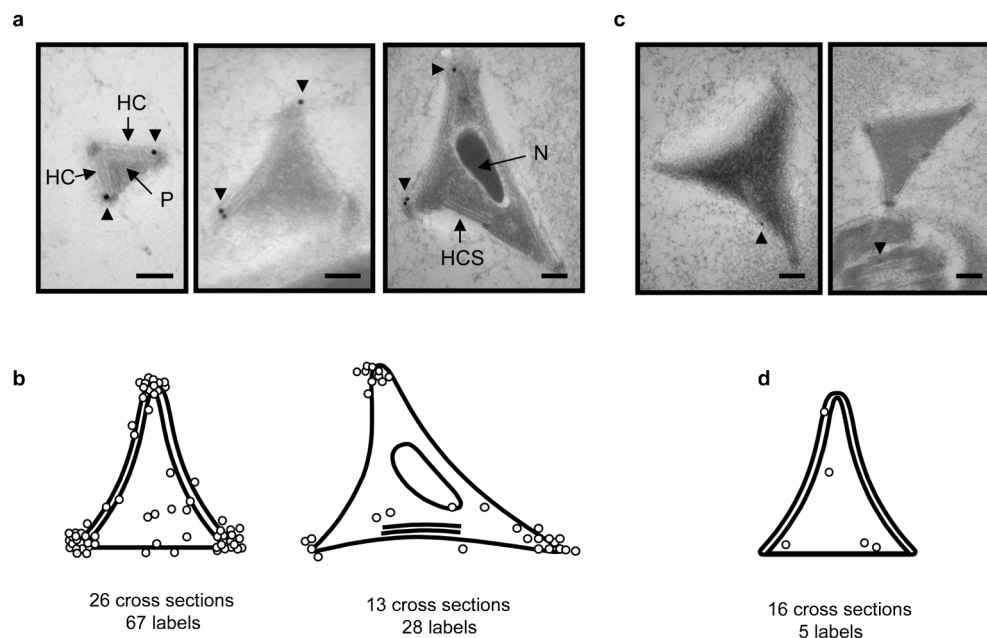 a
c
HC
HC
P
N
HCS
b
d
26 cross sections
67 labels
13 cross sections
28 labels
16 cross sections
5 labels